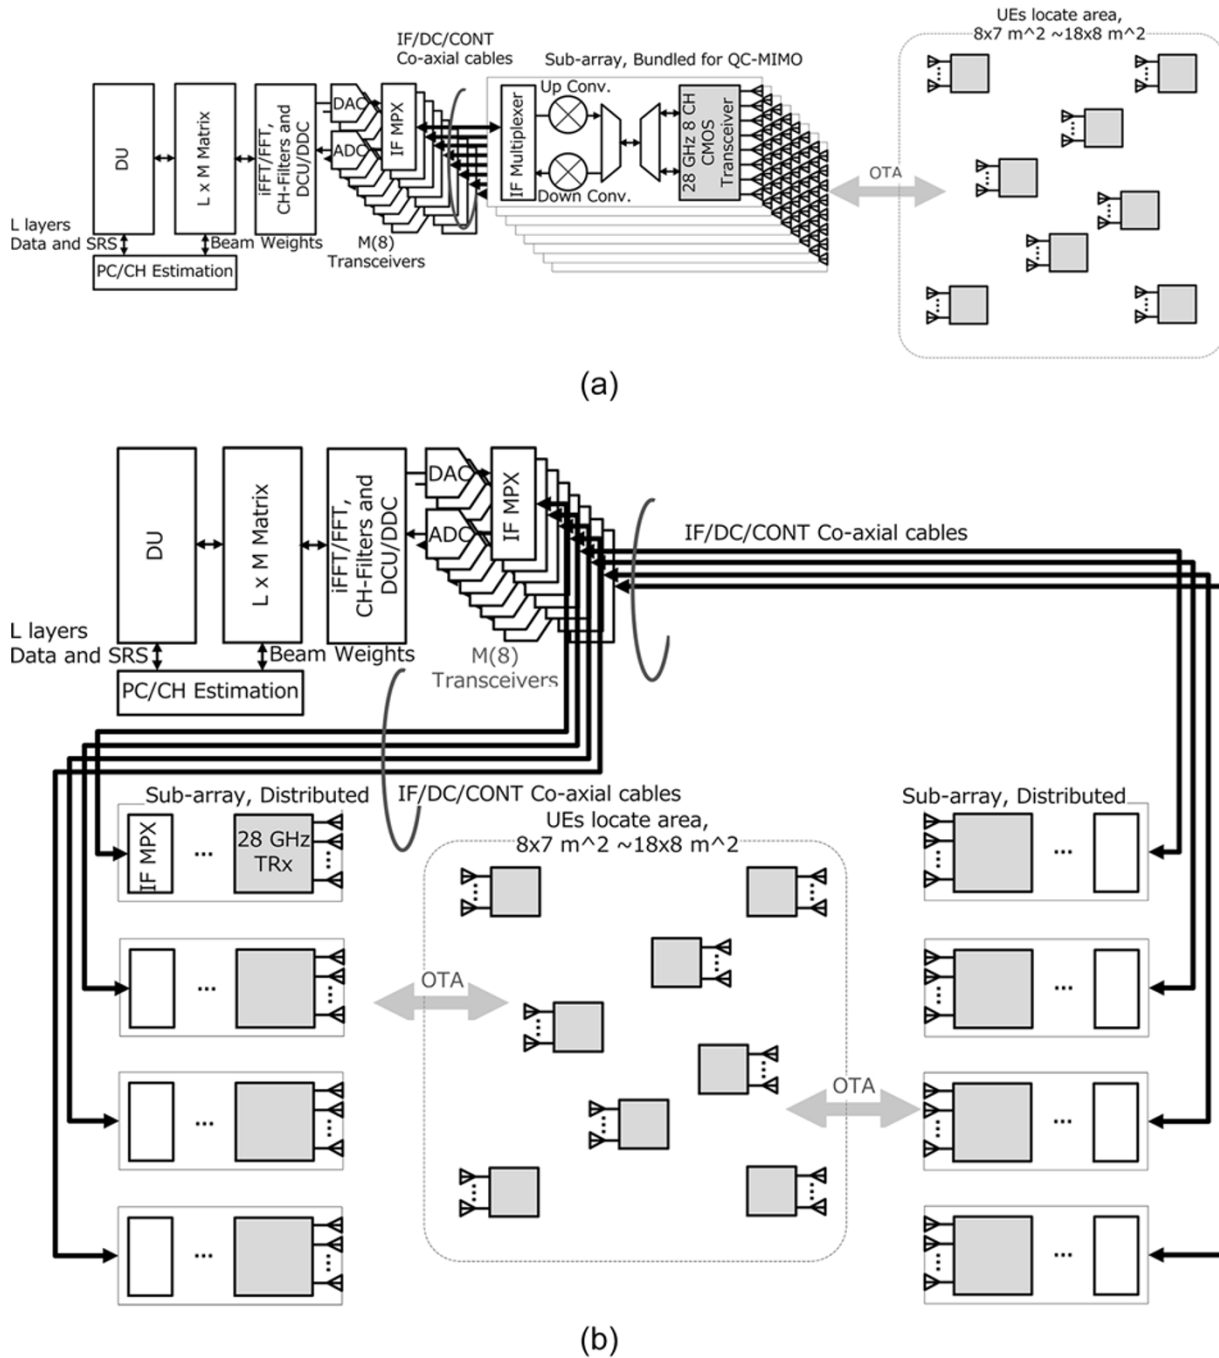 UEs locate area,
8x7 m^2 ~18x8 m^2
IF/DC/CONT
Co-axial cables
Sub-array, Bundled for QC-MIMO
DU
L x M Matrix
iFFT/FFT,
CH-Filters and
DCU/DDC
DAC
ADC
IF MPX
IF Multiplexer
Up Conv.
Down Conv.
28 GHz 8 CH
CMOS
Transceiver
OTA
L layers
Data and SRS
Beam Weights
M(8)
Transceivers
PC/CH Estimation
(a)
DU
L x M Matrix
iFFT/FFT,
CH-Filters and
DCU/DDC
DAC
ADC
IF MPX
IF/DC/CONT Co-axial cables
L layers
Data and SRS
Beam Weights
M(8)
Transceivers
PC/CH Estimation
Sub-array, Distributed
IF/DC/CONT Co-axial cables
UEs locate area,
8x7 m^2 ~18x8 m^2
Sub-array, Distributed
IF MPX
...
28 GHz
TRx
...
...
...
OTA
...
...
OTA
...
...
...
(b)